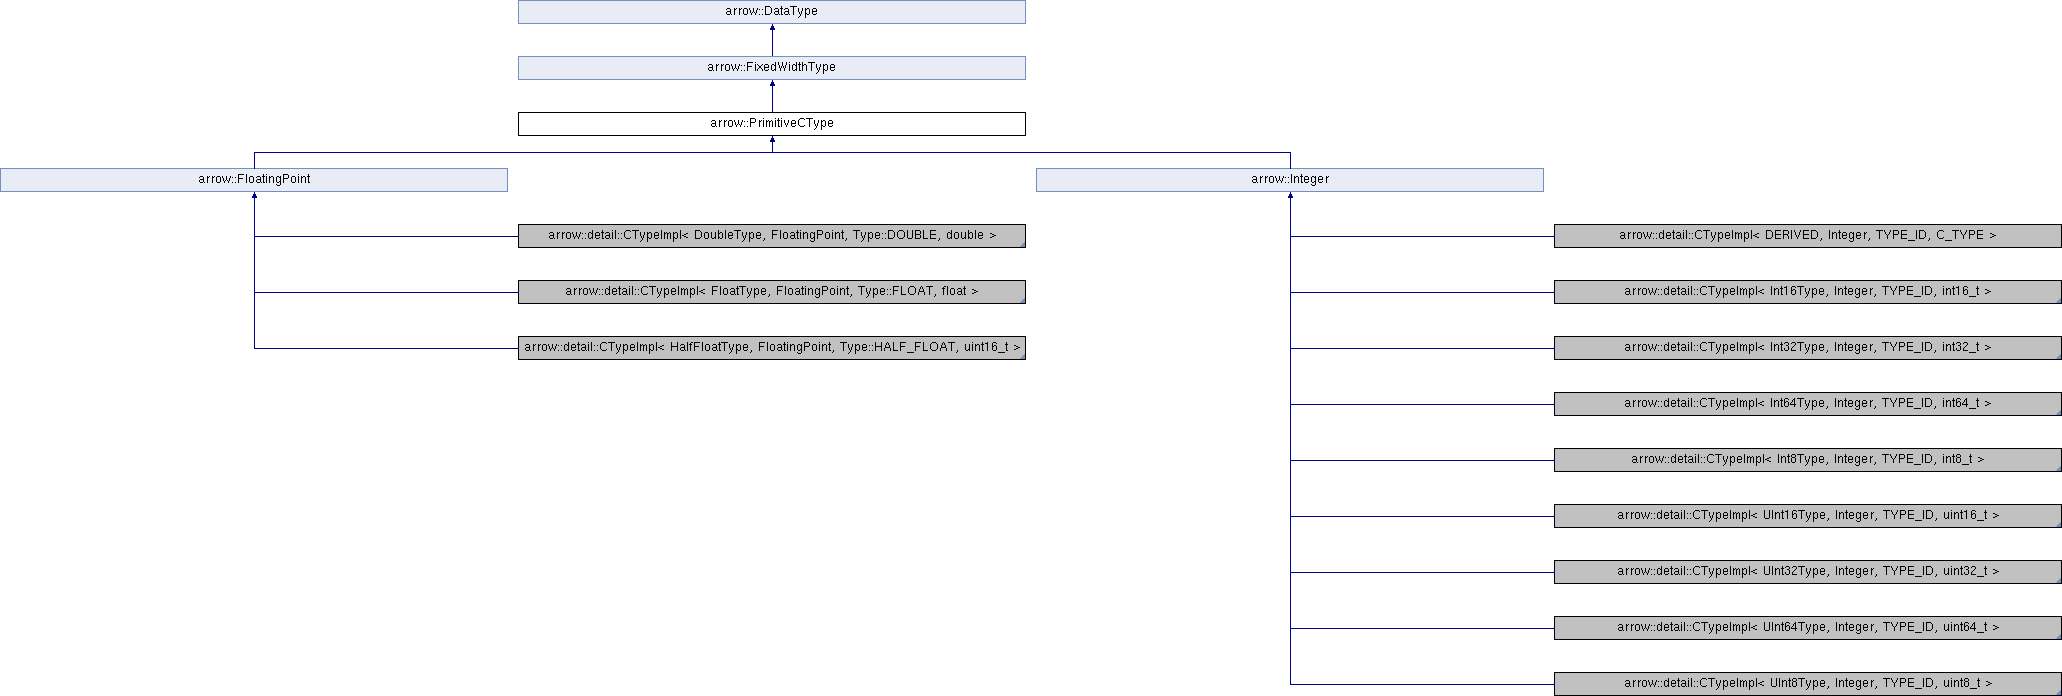 arrow::DataType
arrow::FixedWidthType
arrow::PrimitiveCType
arrow::FloatingPoint
arrow::Integer
arrow::detail::CTypeImpl< DoubleType, FloatingPoint, Type::DOUBLE, double >
arrow::detail::CTypeImpl< DERIVED, Integer, TYPE_ID, C_TYPE >
arrow::detail::CTypeImpl< FloatType, FloatingPoint, Type::FLOAT, float >
arrow::detail::CTypeImpl< Int16Type, Integer, TYPE_ID, int16_t >
arrow::detail::CTypeImpl< HalfFloatType, FloatingPoint, Type::HALF_FLOAT, uint16_t >
arrow::detail::CTypeImpl< Int32Type, Integer, TYPE_ID, int32_t >
arrow::detail::CTypeImpl< Int64Type, Integer, TYPE_ID, int64_t >
arrow::detail::CTypeImpl< Int8Type, Integer, TYPE_ID, int8_t >
arrow::detail::CTypeImpl< UInt16Type, Integer, TYPE_ID, uint16_t >
arrow::detail::CTypeImpl< UInt32Type, Integer, TYPE_ID, uint32_t >
arrow::detail::CTypeImpl< UInt64Type, Integer, TYPE_ID, uint64_t >
arrow::detail::CTypeImpl< UInt8Type, Integer, TYPE_ID, uint8_t >